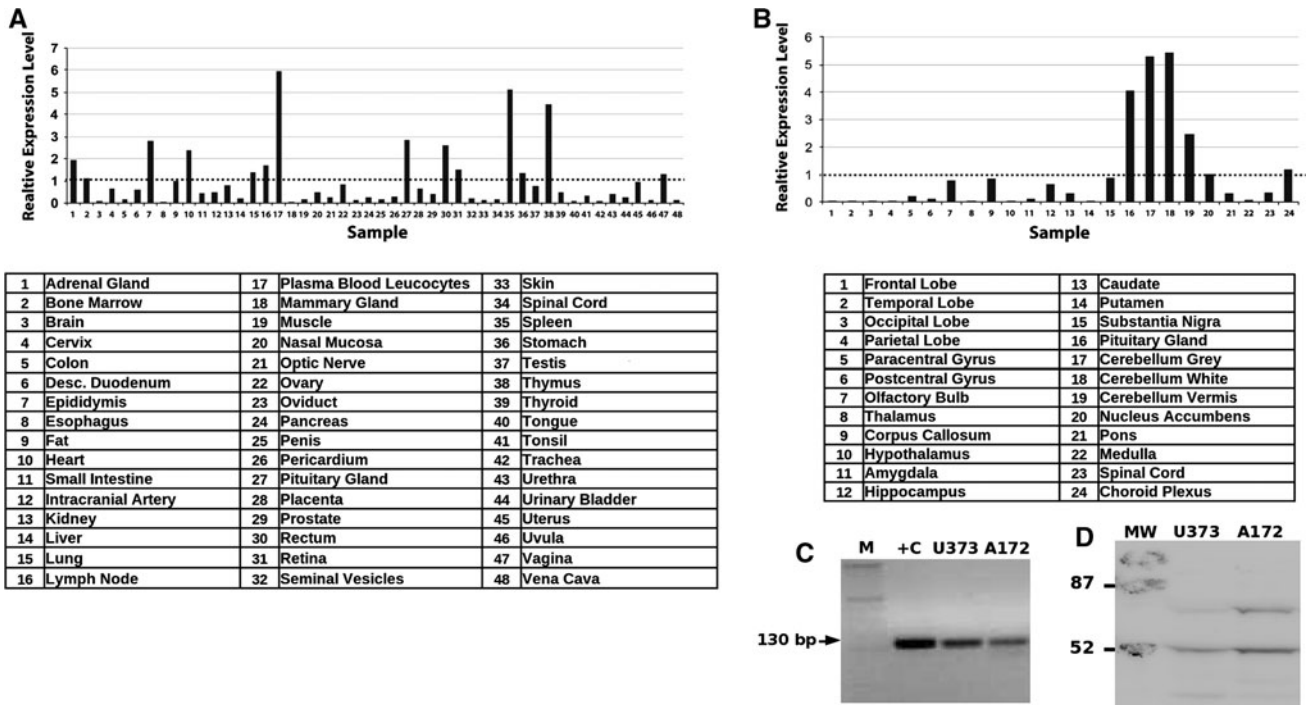 A
Realtive Expression Level
7
6
5
4
3
2
1
0
1 2 3 4 5 6 7 8 9 10 11 12 13 14 15 16 17 18 19 20 21 22 23 24 25 26 27 28 29 30 31 32 33 34 35 36 37 38 39 40 41 42 43 44 45 46 47 48
Sample
1 Adrenal Gland 17 Plasma Blood Leucocytes 33 Skin
2 Bone Marrow 18 Mammary Gland 34 Spinal Cord
3 Brain 19 Muscle 35 Spleen
4 Cervix 20 Nasal Mucosa 36 Stomach
5 Colon 21 Optic Nerve 37 Testis
6 Desc. Duodenum 22 Ovary 38 Thymus
7 Epididymis 23 Oviduct 39 Thyroid
8 Esophagus 24 Pancreas 40 Tongue
9 Fat 25 Penis 41 Tonsil
10 Heart 26 Pericardium 42 Trachea
11 Small Intestine 27 Pituitary Gland 43 Urethra
12 Intracranial Artery 28 Placenta 44 Urinary Bladder
13 Kidney 29 Prostate 45 Uterus
14 Liver 30 Rectum 46 Uvula
15 Lung 31 Retina 47 Vagina
16 Lymph Node 32 Seminal Vesicles 48 Vena Cava
B
Realtive Expression Level
6
5
4
3
2
1
0
1 2 3 4 5 6 7 8 9 10 11 12 13 14 15 16 17 18 19 20 21 22 23 24
Sample
1 Frontal Lobe 13 Caudate
2 Temporal Lobe 14 Putamen
3 Occipital Lobe 15 Substantia Nigra
4 Parietal Lobe 16 Pituitary Gland
5 Paracentral Gyrus 17 Cerebellum Grey
6 Postcentral Gyrus 18 Cerebellum White
7 Olfactory Bulb 19 Cerebellum Vermis
8 Thalamus 20 Nucleus Accumbens
9 Corpus Callosum 21 Pons
10 Hypothalamus 22 Medulla
11 Amygdala 23 Spinal Cord
12 Hippocampus 24 Choroid Plexus
C
M +C U373 A172
130 bp
D
MW U373 A172
87
52